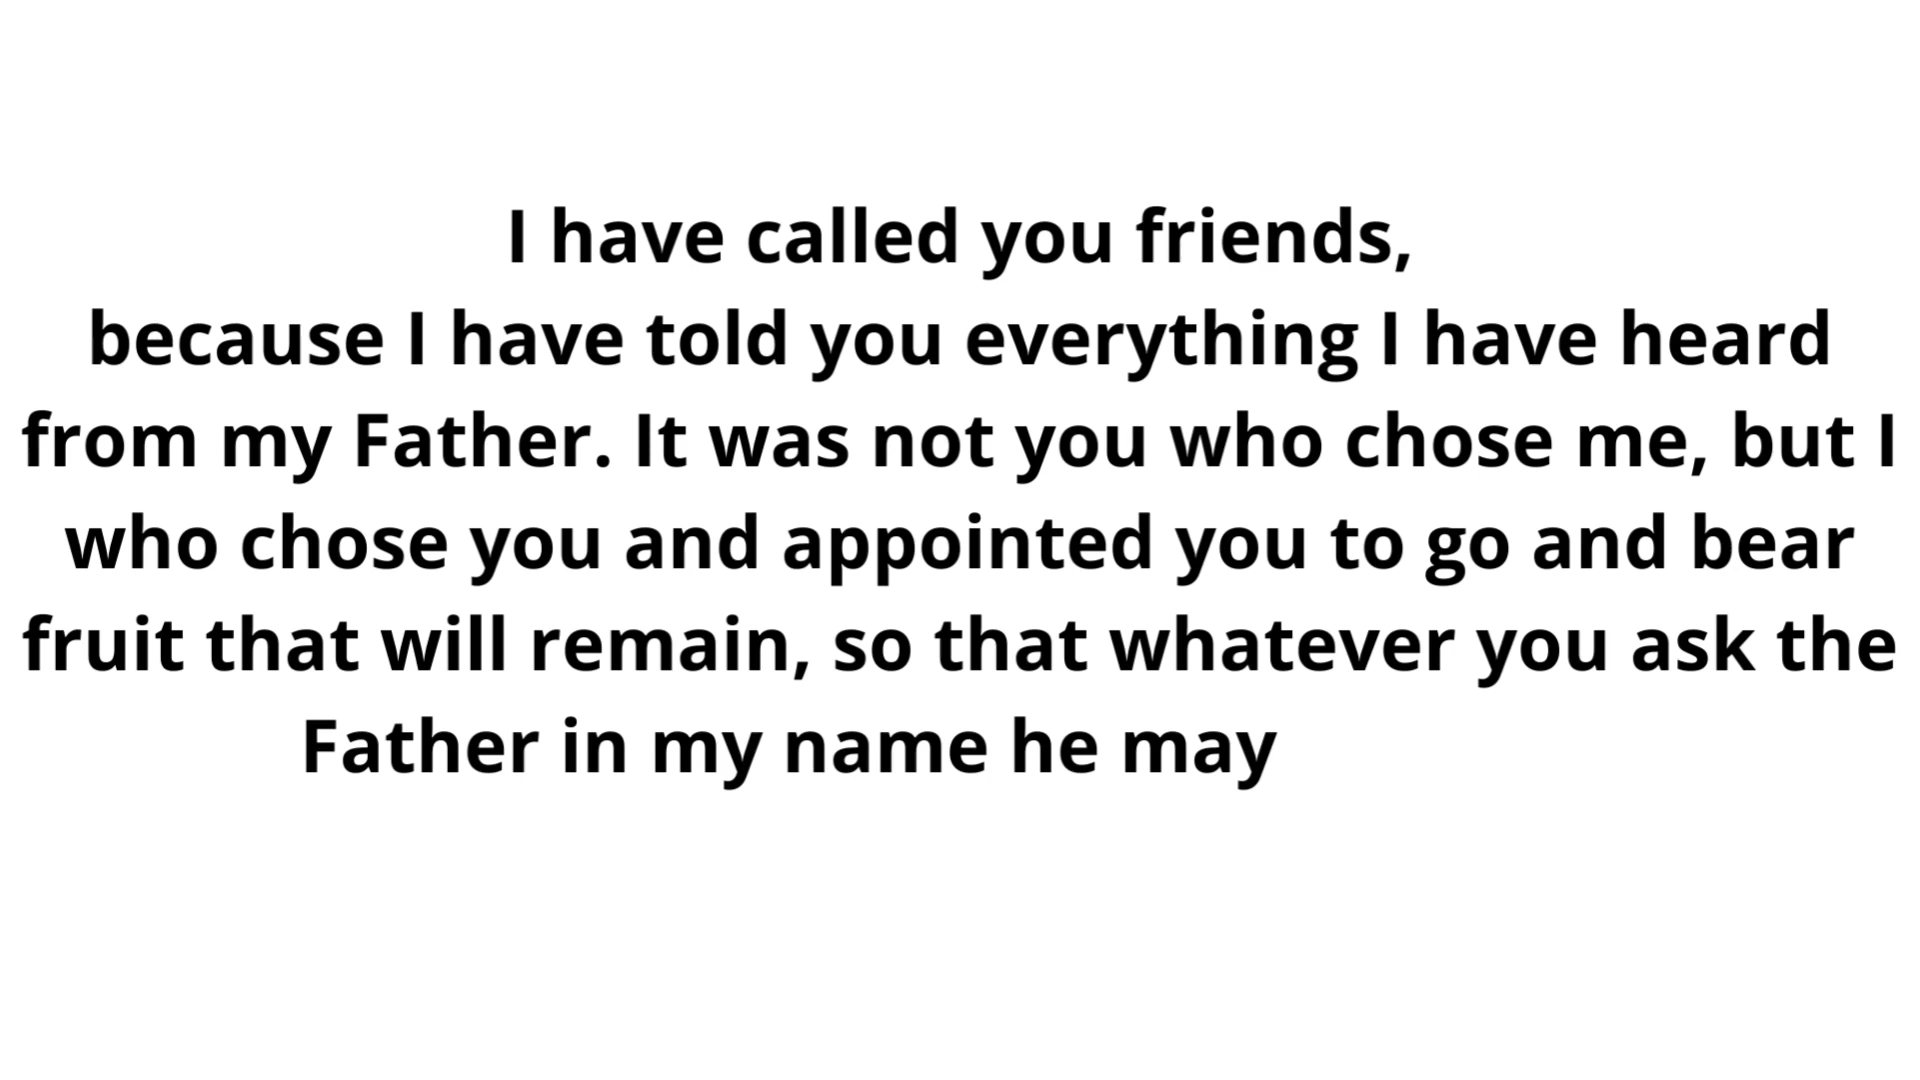 I have called you friends,
because I have told you everything I have heard
from my Father. It was not you who chose me, but I
who chose you and appointed you to go and bear
fruit that will remain, so that whatever you ask the
Father in my name he may